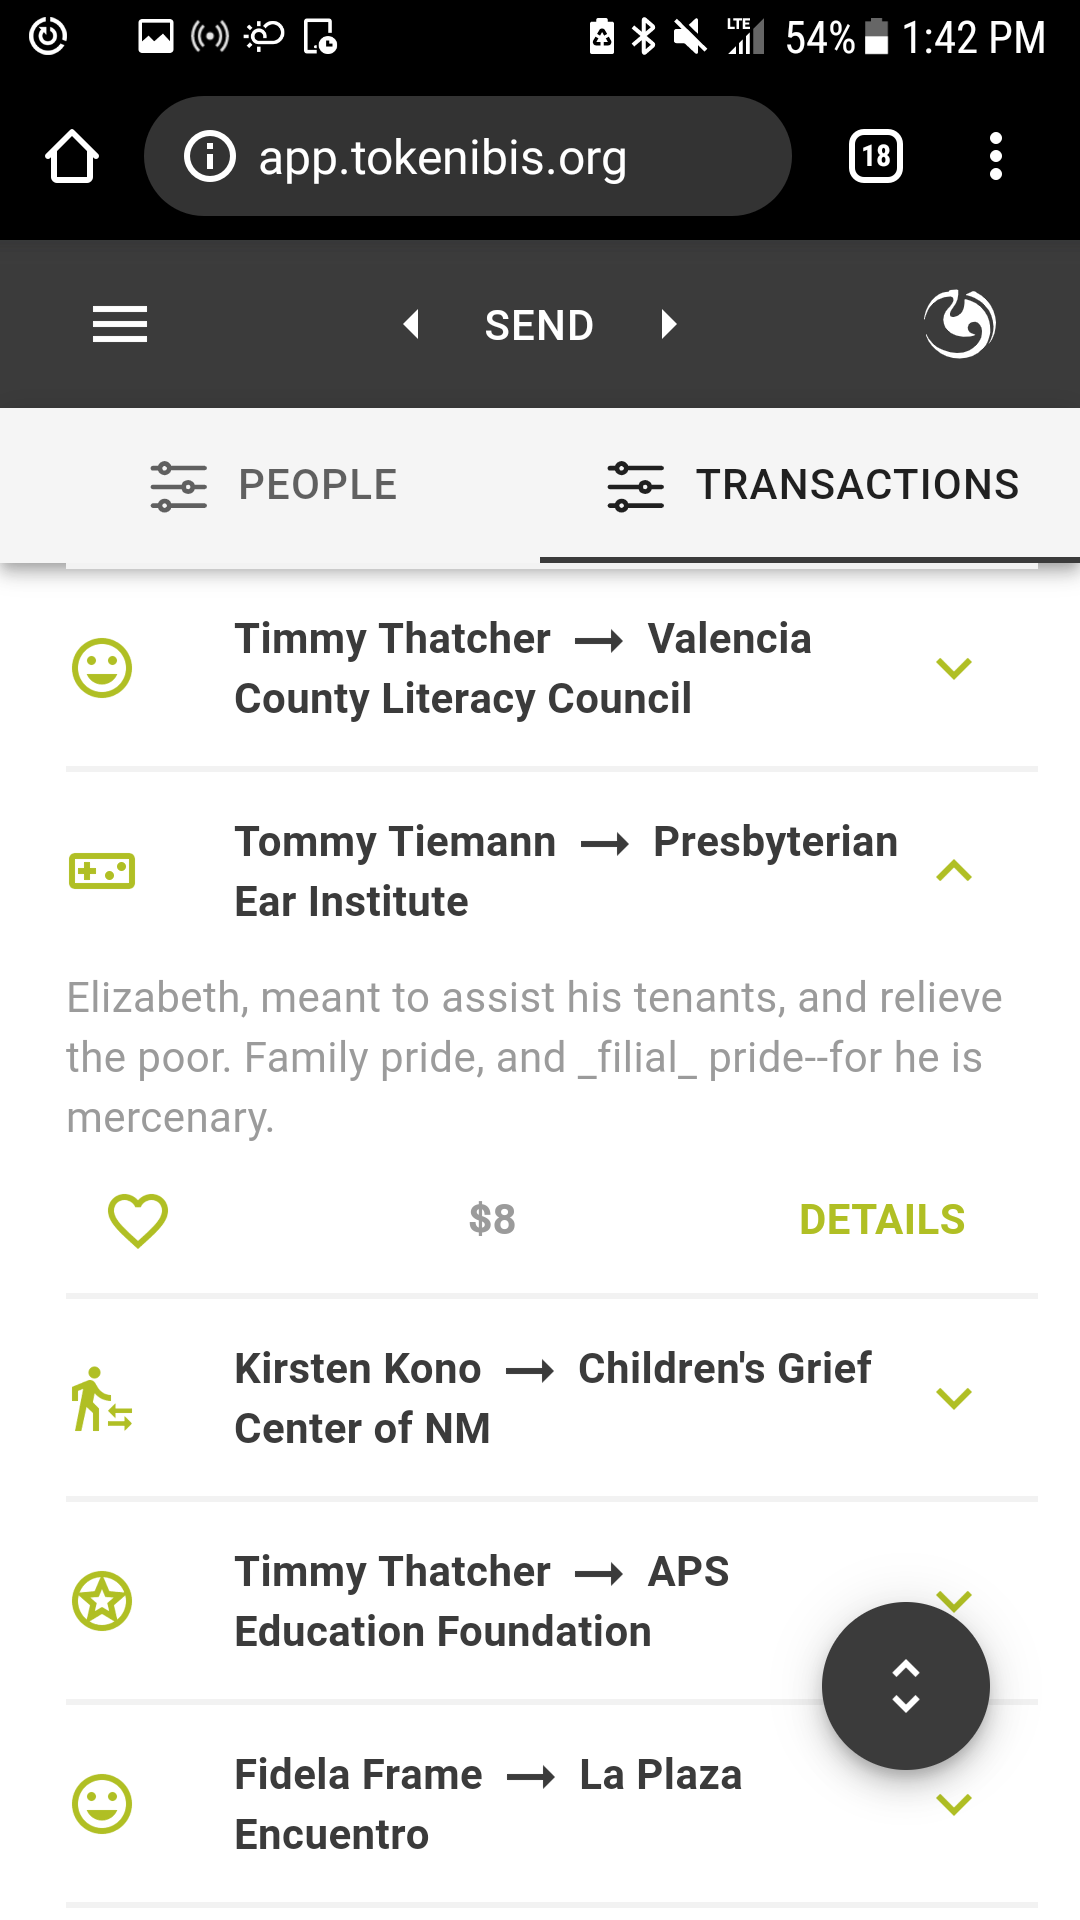 LTE 54% 1:42 PM
app.tokenibis.org 18
SEND
PEOPLE TRANSACTIONS
Timmy Thatcher → Valencia
County Literacy Council
Tommy Tiemann → Presbyterian
Ear Institute
Elizabeth, meant to assist his tenants, and relieve
the poor. Family pride, and _filial_ pride--for he is
mercenary.
$8 DETAILS
Kirsten Kono → Children's Grief
Center of NM
Timmy Thatcher → APS
Education Foundation
Fidela Frame → La Plaza
Encuentro